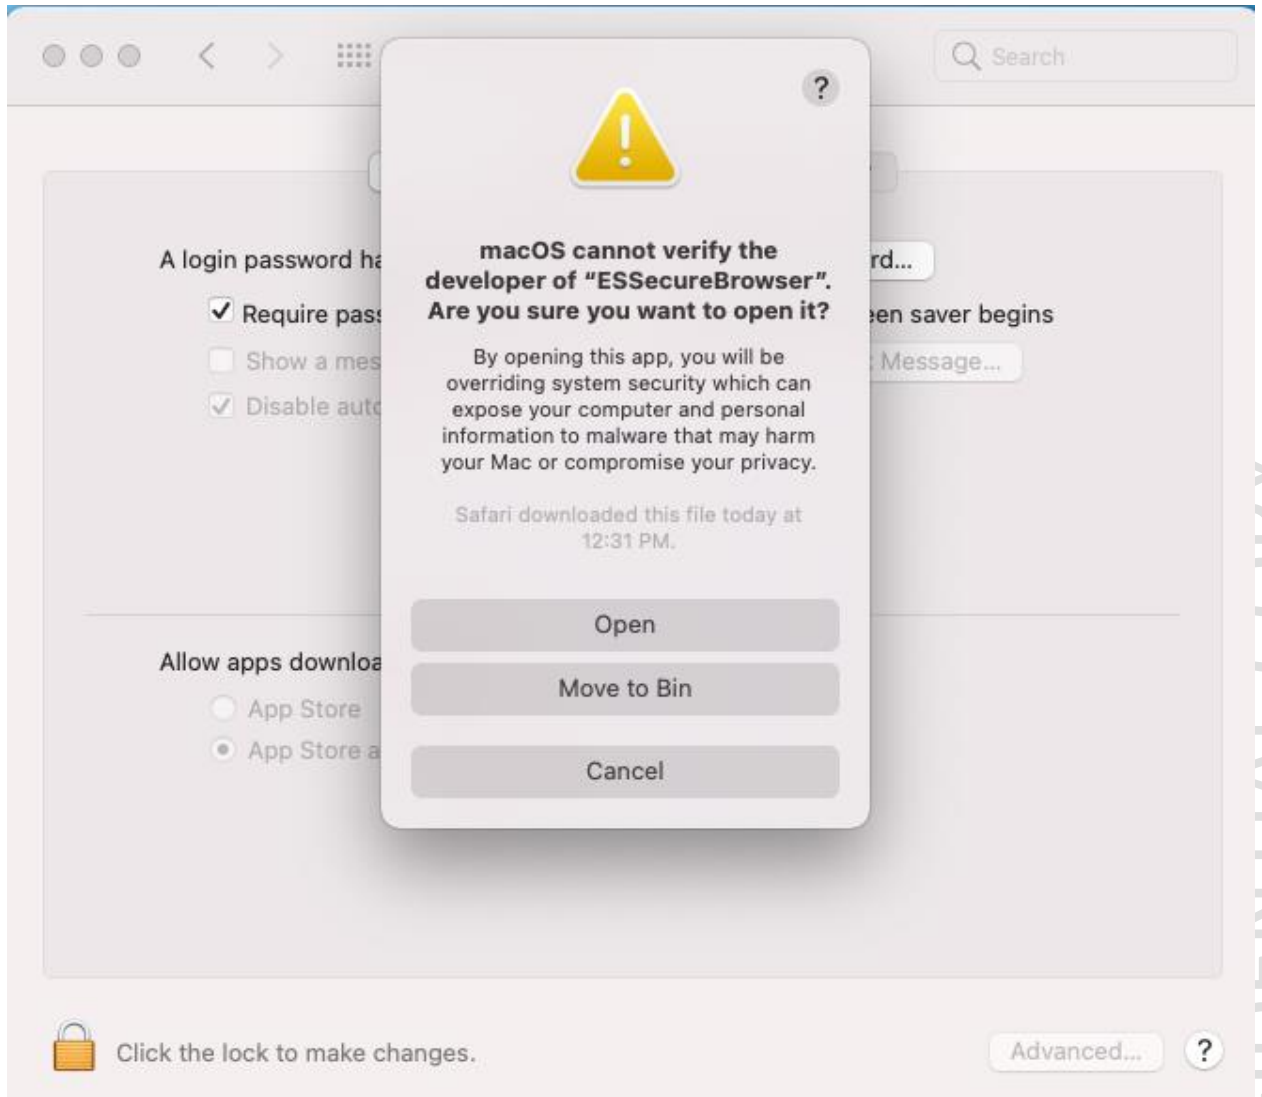 Search
?
macOS cannot verify the
developer of “ESSecureBrowser”.
Are you sure you want to open it?
By opening this app, you will be
overriding system security which can
expose your computer and personal
information to malware that may harm
your Mac or compromise your privacy.
Safari downloaded this file today at
12:31 PM.
Open
Move to Bin
Cancel
A login password ha
rd...
Require pass
een saver begins
Show a mes
Message...
Disable auto
Allow apps downloa
App Store
App Store a
Click the lock to make changes.
Advanced...
?